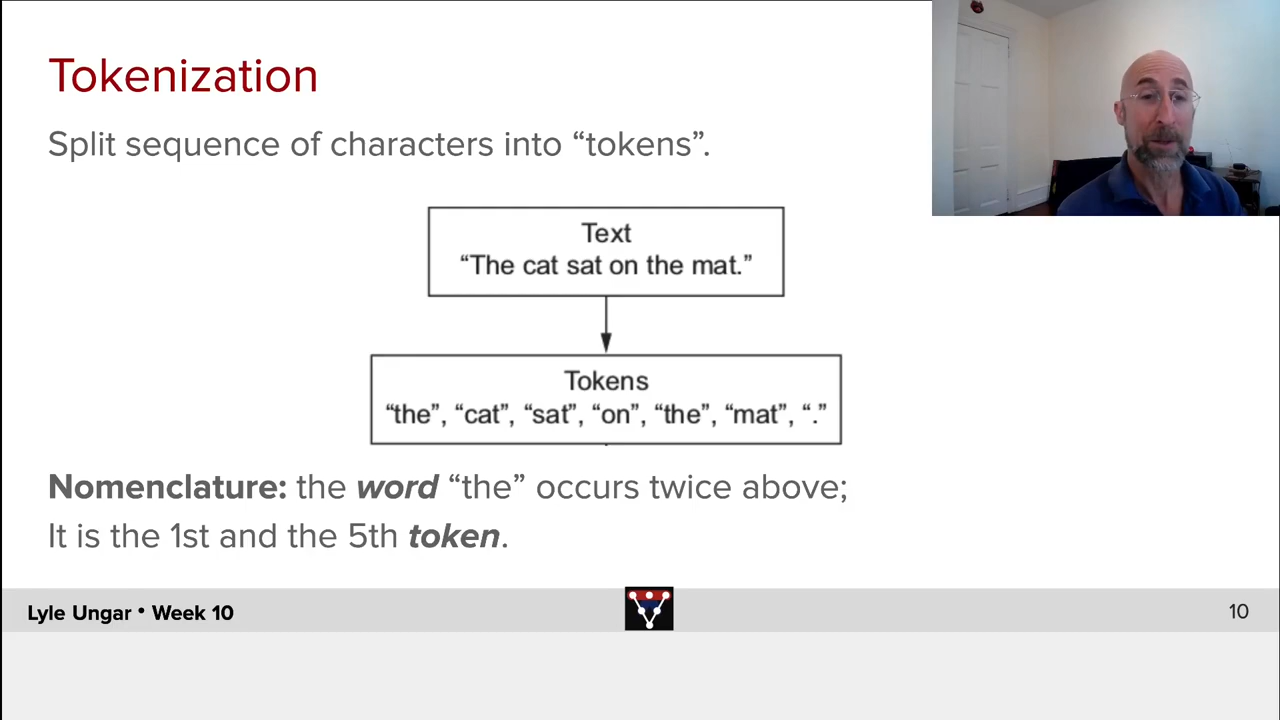 Tokenization
Split sequence of characters into “tokens”.
Text
“The cat sat on the mat.”
Tokens
“the”, “cat”, “sat”, “on”, “the”, “mat”, “.”
Nomenclature: the word “the” occurs twice above;
It is the 1st and the 5th token.
Lyle Ungar • Week 10
10